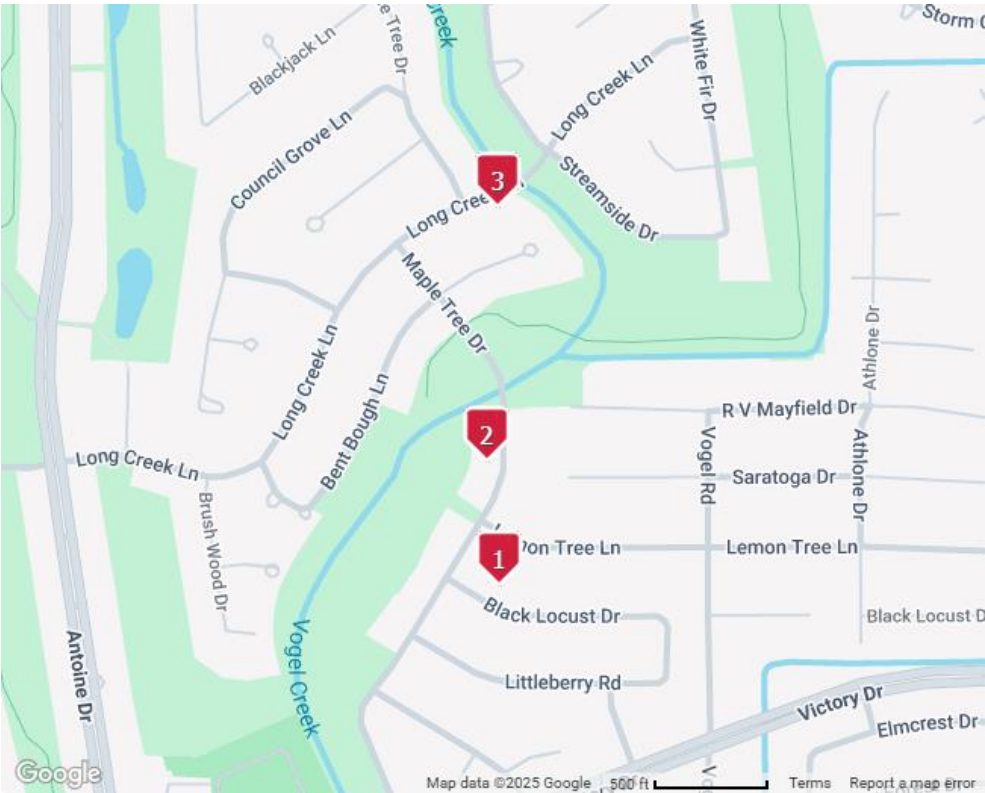 Storm
Blackjack Ln
e Tree Dr
Creek
White Fir Dr
Long Creek Ln
Council Grove Ln
3
Streamside Dr
Long Cree
Maple Tree Dr
Long Creek Ln
Athlone Dr
R V Mayfield Dr
2
Bent Bough Ln
Vogel Rd
Athlone Dr
Long Creek Ln
Saratoga Dr
Brush Wood Dr
on Tree Ln
Lemon Tree Ln
1
Black Locust Dr
Black Locust D
Vogel Creek
Antoine Dr
Littleberry Rd
Victory Dr
Elmcrest Dr
Google
Map data ©2025 Google
500 ft
Terms
Report a map error